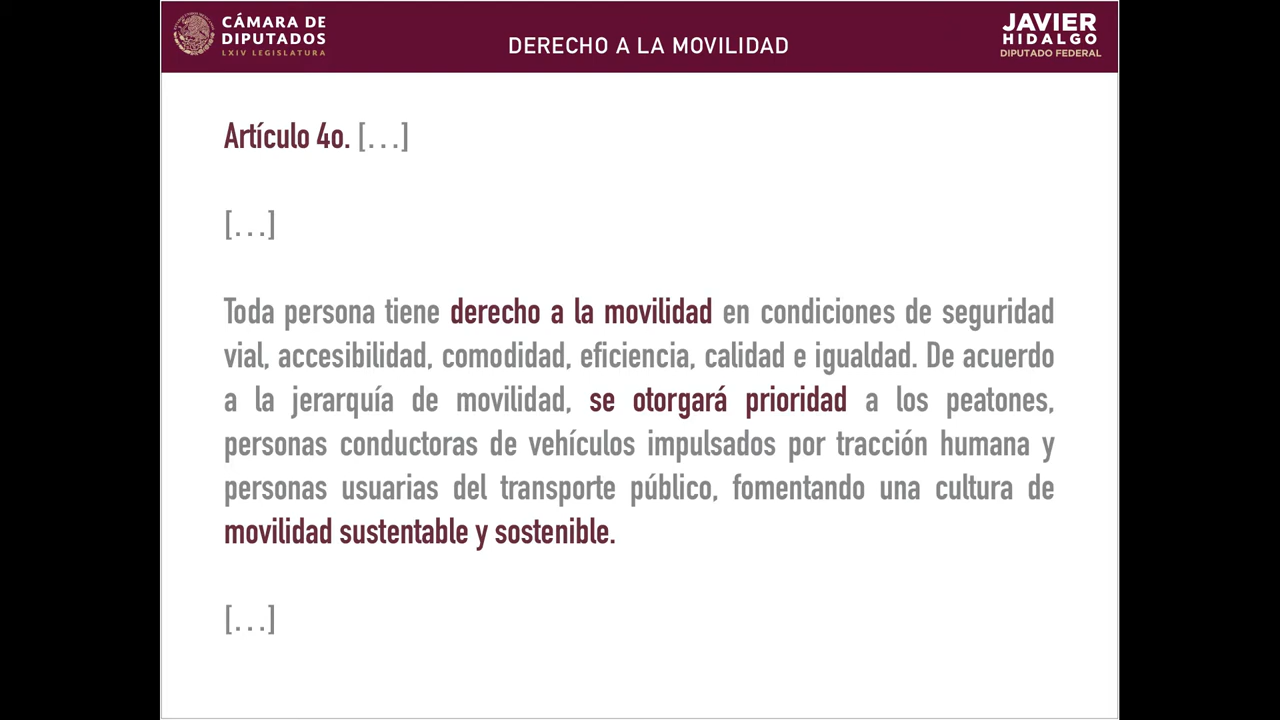 CÁMARA DE
DIPUTADOS
LXIV LEGISLATURA
DERECHO A LA MOVILIDAD
JAVIER
HIDALGO
DIPUTADO FEDERAL
Artículo 4o. [...]
[...]
Toda persona tiene derecho a la movilidad en condiciones de seguridad
vial, accesibilidad, comodidad, eficiencia, calidad e igualdad. De acuerdo
a la jerarquía de movilidad, se otorgará prioridad a los peatones,
personas conductoras de vehículos impulsados por tracción humana y
personas usuarias del transporte público, fomentando una cultura de
movilidad sustentable y sostenible.
[...]